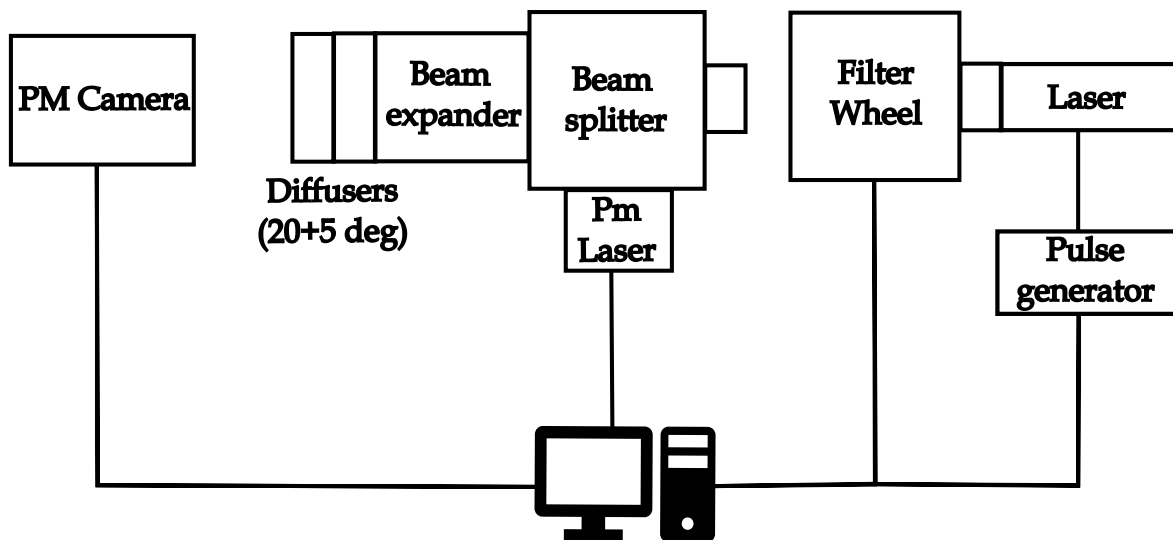 PM Camera
Beam
expander
Beam
splitter
Filter
Wheel
Laser
Diffusers
(20+5 deg)
Pm
Laser
Pulse
generator